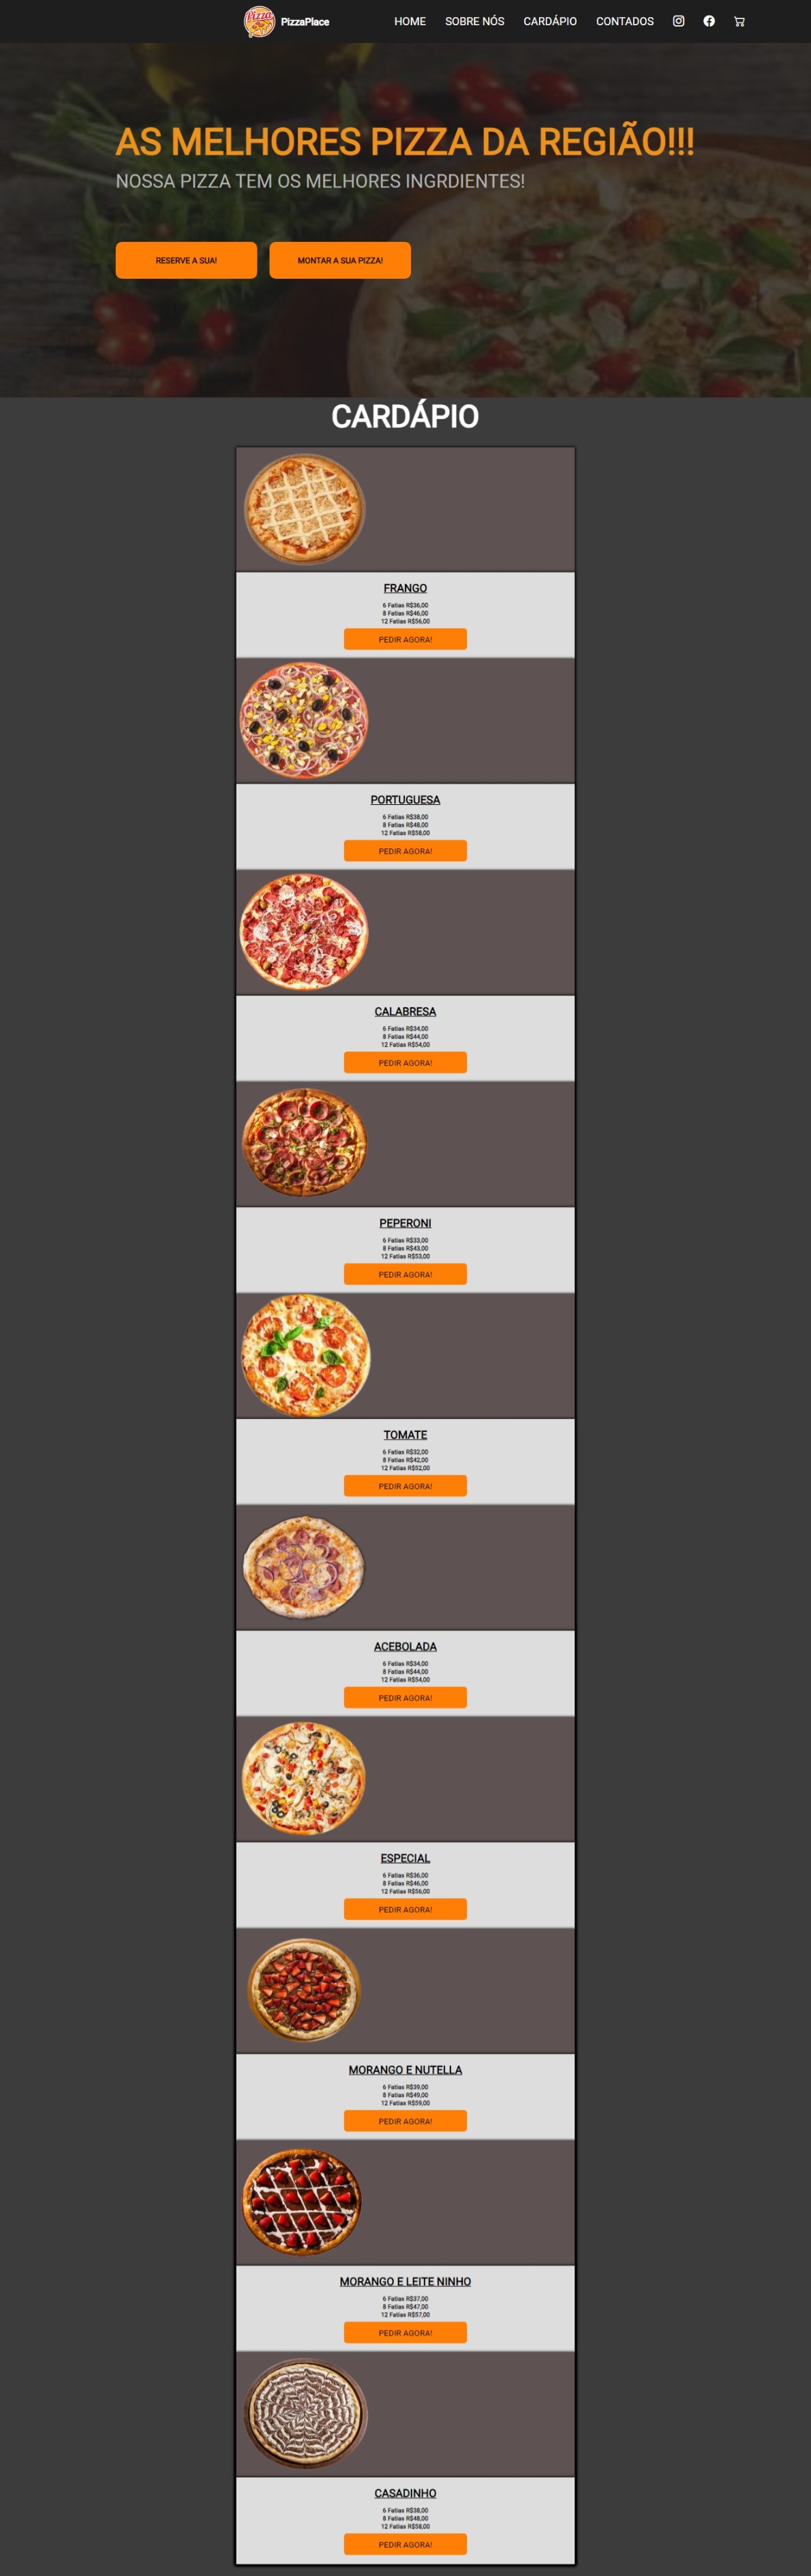 Pizza
PizzaPlace
HOME SOBRE NÓS CARDÁPIO CONTADOS
AS MELHORES PIZZA DA REGIÃO!!!
NOSSA PIZZA TEM OS MELHORES INGRDIENTES!
RESERVE A SUA! MONTAR A SUA PIZZA!
CARDÁPIO
FRANGO
6 Fatias R$36,00
8 Fatias R$46,00
12 Fatias R$56,00
PEDIR AGORA!
PORTUGUESA
6 Fatias R$38,00
8 Fatias R$48,00
12 Fatias R$58,00
PEDIR AGORA!
CALABRESA
6 Fatias R$34,00
8 Fatias R$44,00
12 Fatias R$54,00
PEDIR AGORA!
PEPERONI
6 Fatias R$33,00
8 Fatias R$43,00
12 Fatias R$53,00
PEDIR AGORA!
TOMATE
6 Fatias R$32,00
8 Fatias R$42,00
12 Fatias R$52,00
PEDIR AGORA!
ACEBOLADA
6 Fatias R$34,00
8 Fatias R$44,00
12 Fatias R$54,00
PEDIR AGORA!
ESPECIAL
6 Fatias R$36,00
8 Fatias R$46,00
12 Fatias R$56,00
PEDIR AGORA!
MORANGO E NUTELLA
6 Fatias R$39,00
8 Fatias R$49,00
12 Fatias R$59,00
PEDIR AGORA!
MORANGO E LEITE NINHO
6 Fatias R$37,00
8 Fatias R$47,00
12 Fatias R$57,00
PEDIR AGORA!
CASADINHO
6 Fatias R$38,00
8 Fatias R$48,00
12 Fatias R$58,00
PEDIR AGORA!